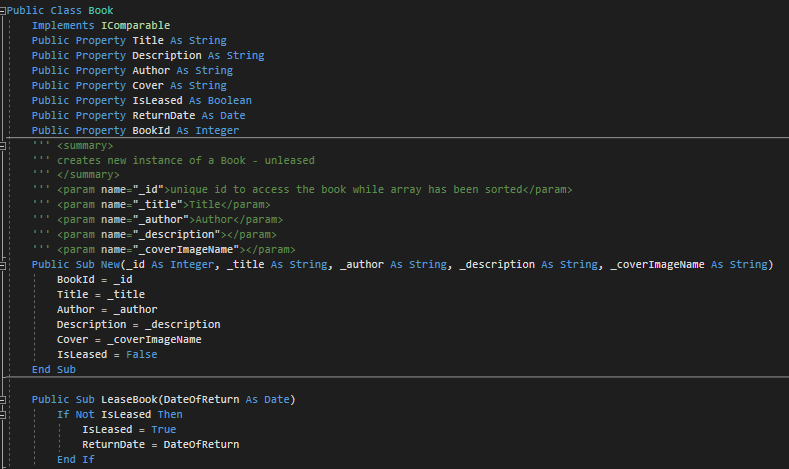 Public Class Book
Implements IComparable
Public Property Title As String
Public Property Description As String
Public Property Author As String
Public Property Cover As String
Public Property IsLeased As Boolean
Public Property ReturnDate As Date
Public Property BookId As Integer
''' <summary>
''' creates new instance of a Book - unleased
''' </summary>
''' <param name="_id">unique id to access the book while array has been sorted</param>
''' <param name="_title">Title</param>
''' <param name="_author">Author</param>
''' <param name="_description"></param>
''' <param name="_coverImageName"></param>
Public Sub New(_id As Integer, _title As String, _author As String, _description As String, _coverImageName As String)
BookId = _id
Title = _title
Author = _author
Description = _description
Cover = _coverImageName
IsLeased = False
End Sub
Public Sub LeaseBook(DateOfReturn As Date)
If Not IsLeased Then
IsLeased = True
ReturnDate = DateOfReturn
End If